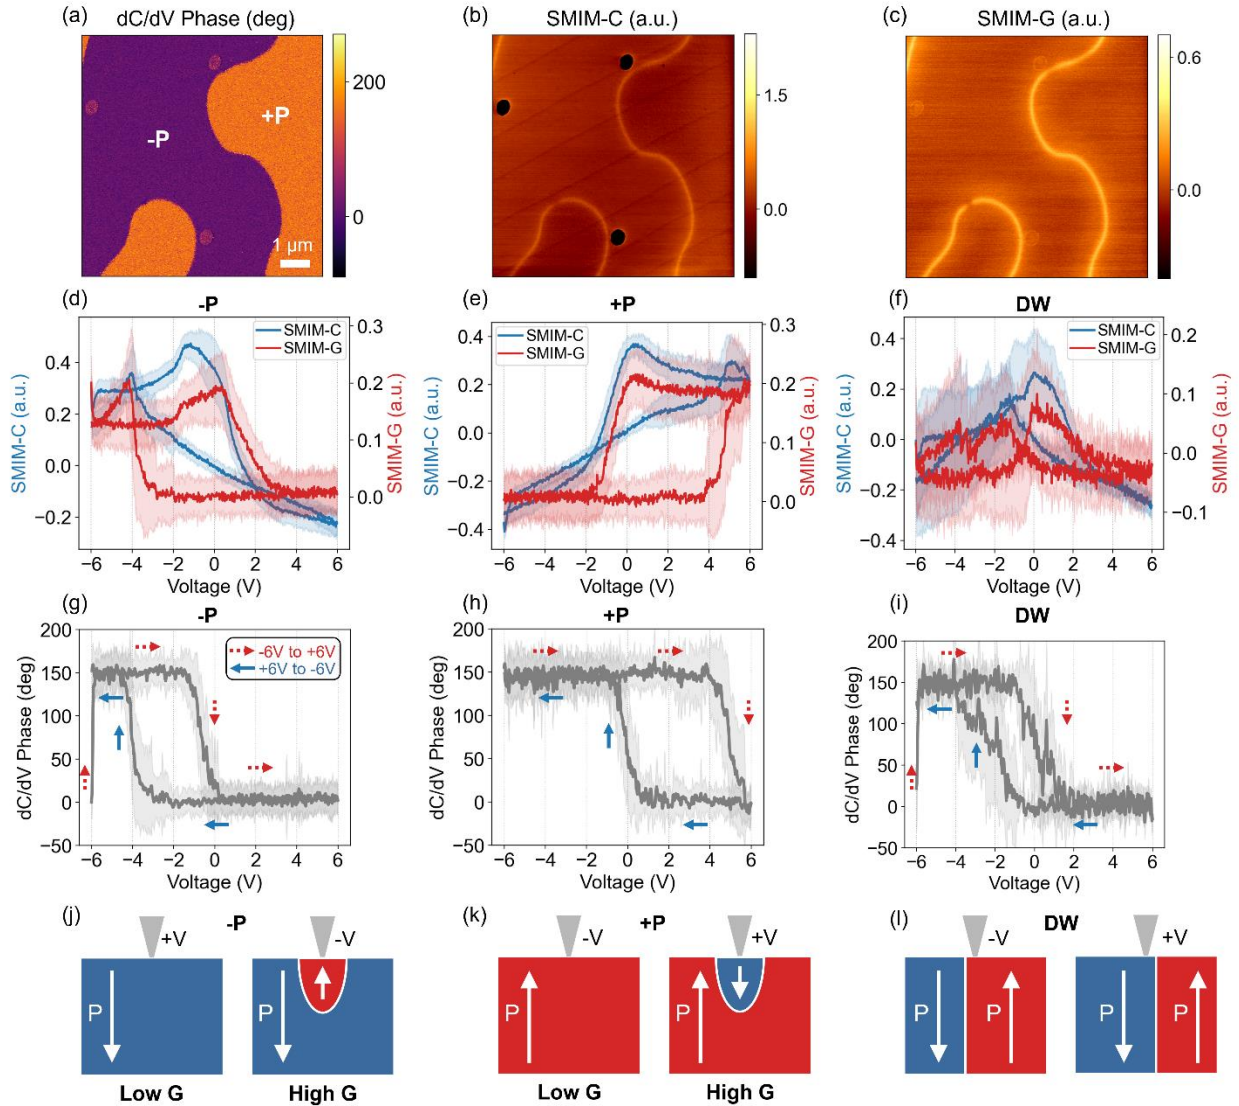 (a) dC/dV Phase (deg)
(b) SMIM-C (a.u.)
(c) SMIM-G (a.u.)
-P
+P
1 μm
200
0
1.5
0.0
0.6
0.0
(d) -P
SMIM-C
SMIM-G
SMIM-C (a.u.)
0.4
0.2
0.0
−0.2
SMIM-G (a.u.)
0.3
0.2
0.1
0.0
−6 −4 −2 0 2 4 6
Voltage (V)
(e) +P
SMIM-C
SMIM-G
SMIM-C (a.u.)
0.4
0.2
0.0
−0.2
−0.4
SMIM-G (a.u.)
0.3
0.2
0.1
0.0
−6 −4 −2 0 2 4 6
Voltage (V)
(f) DW
SMIM-C
SMIM-G
SMIM-C (a.u.)
0.4
0.2
0.0
−0.2
−0.4
SMIM-G (a.u.)
0.2
0.1
0.0
−0.1
−6 −4 −2 0 2 4 6
Voltage (V)
(g) -P
-6V to +6V
+6V to -6V
dC/dV Phase (deg)
200
150
100
50
0
−50
−6 −4 −2 0 2 4 6
Voltage (V)
(h) +P
dC/dV Phase (deg)
200
150
100
50
0
−50
−6 −4 −2 0 2 4 6
Voltage (V)
(i) DW
dC/dV Phase (deg)
200
150
100
50
0
−50
−6 −4 −2 0 2 4 6
Voltage (V)
(j) -P
+V
-V
P
P
Low G
High G
(k) +P
-V
+V
P
P
Low G
High G
(l) DW
-V
+V
P
P
P
P